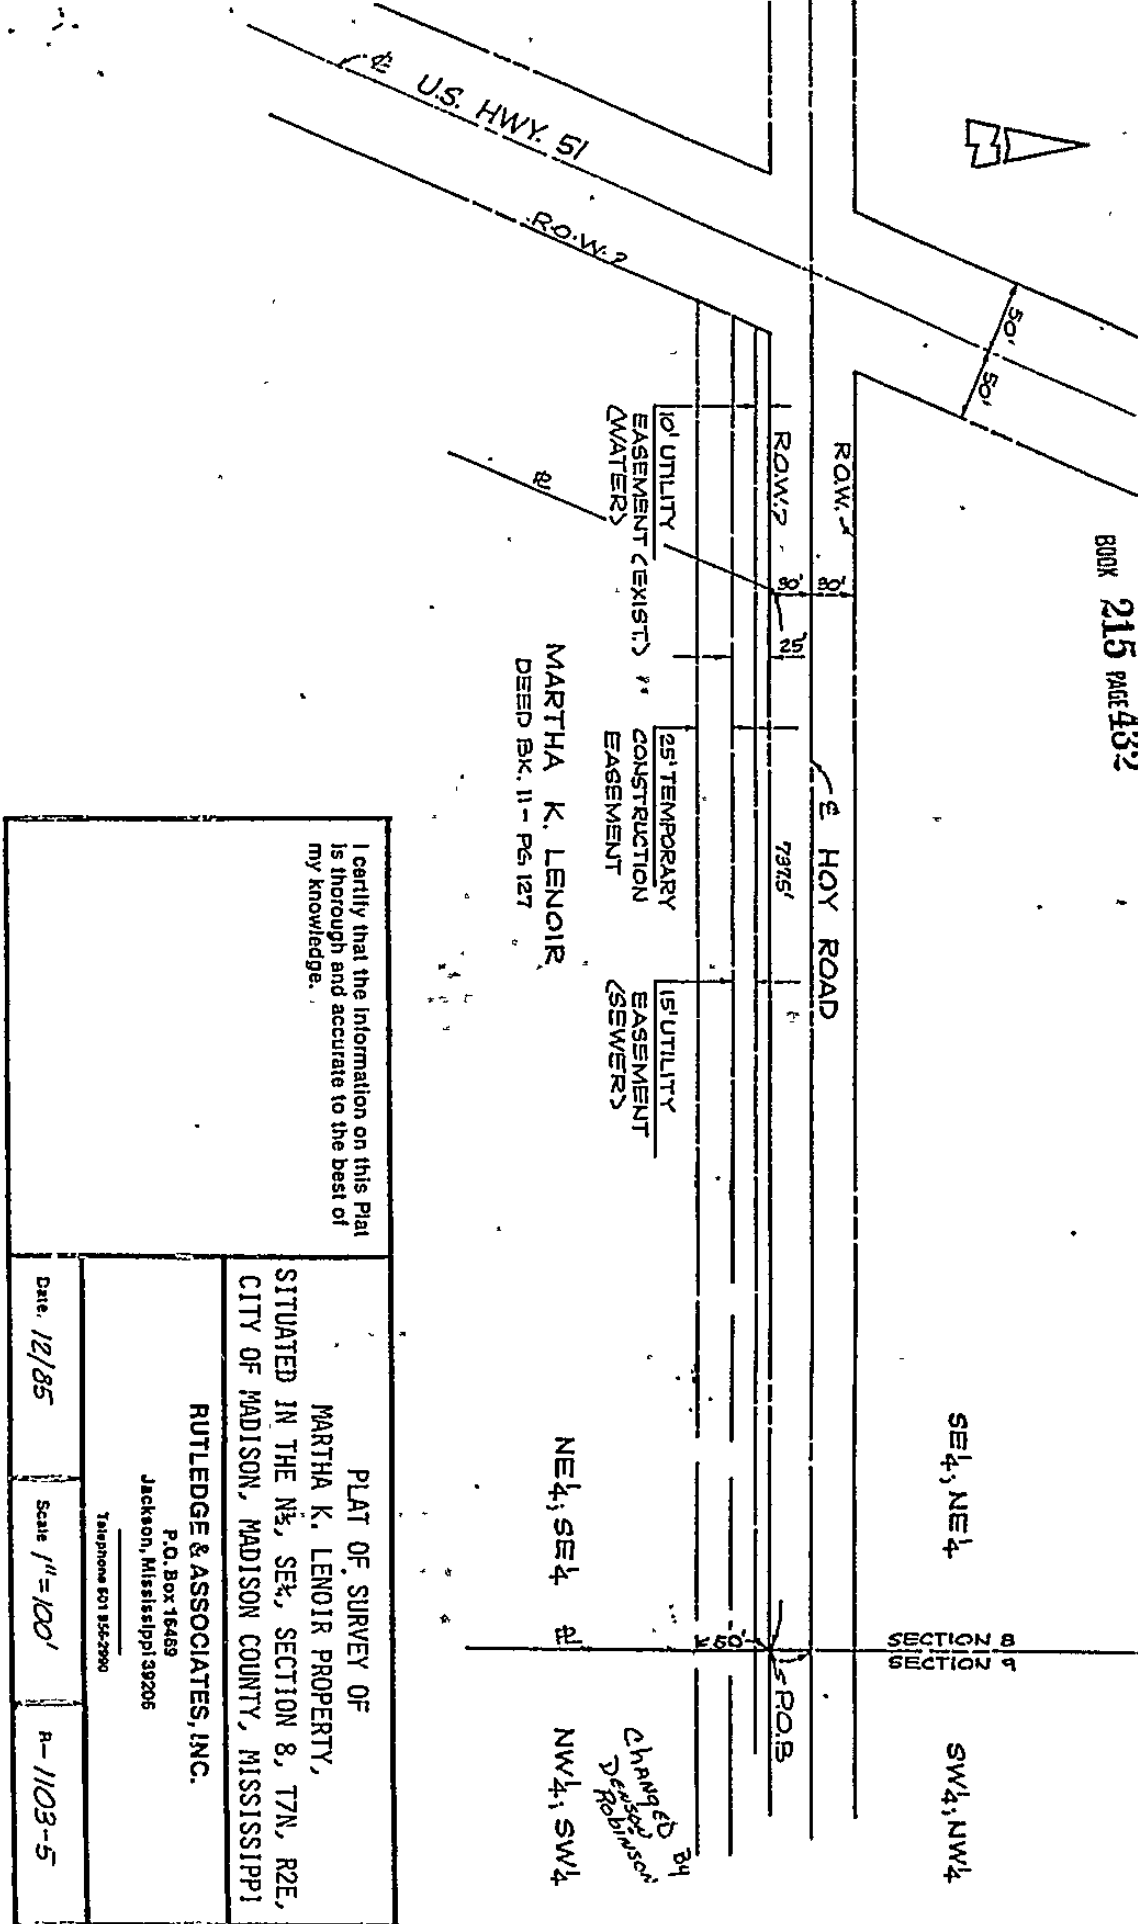 BOOK 215 PAGE 432
U.S. HWY. 51
R.O.W.
50'
50'
R.O.W.
R.O.W.
30'
30'
25'
℄ HOY ROAD
737.5'
10' UTILITY
EASEMENT (EXIST.)
(WATER)
25' TEMPORARY
CONSTRUCTION
EASEMENT
15' UTILITY
EASEMENT
(SEWER)
MARTHA K. LENOIR
DEED BK. 11 - PG. 127
SE¼, NE¼
SW¼, NW¼
SECTION 8
SECTION 9
P.O.B
50'
NE¼, SE¼
NW¼, SW¼
Changed By
Denson
Robinson
I certify that the information on this Plat
is thorough and accurate to the best of
my knowledge.
PLAT OF SURVEY OF
MARTHA K. LENOIR PROPERTY,
SITUATED IN THE N½, SE¼, SECTION 8, T7N, R2E,
CITY OF MADISON, MADISON COUNTY, MISSISSIPPI
RUTLEDGE & ASSOCIATES, INC.
P.O. Box 16469
Jackson, Mississippi 39206
Telephone 601 956-2990
Date. 12/85
Scale 1"=100'
R-1103-5